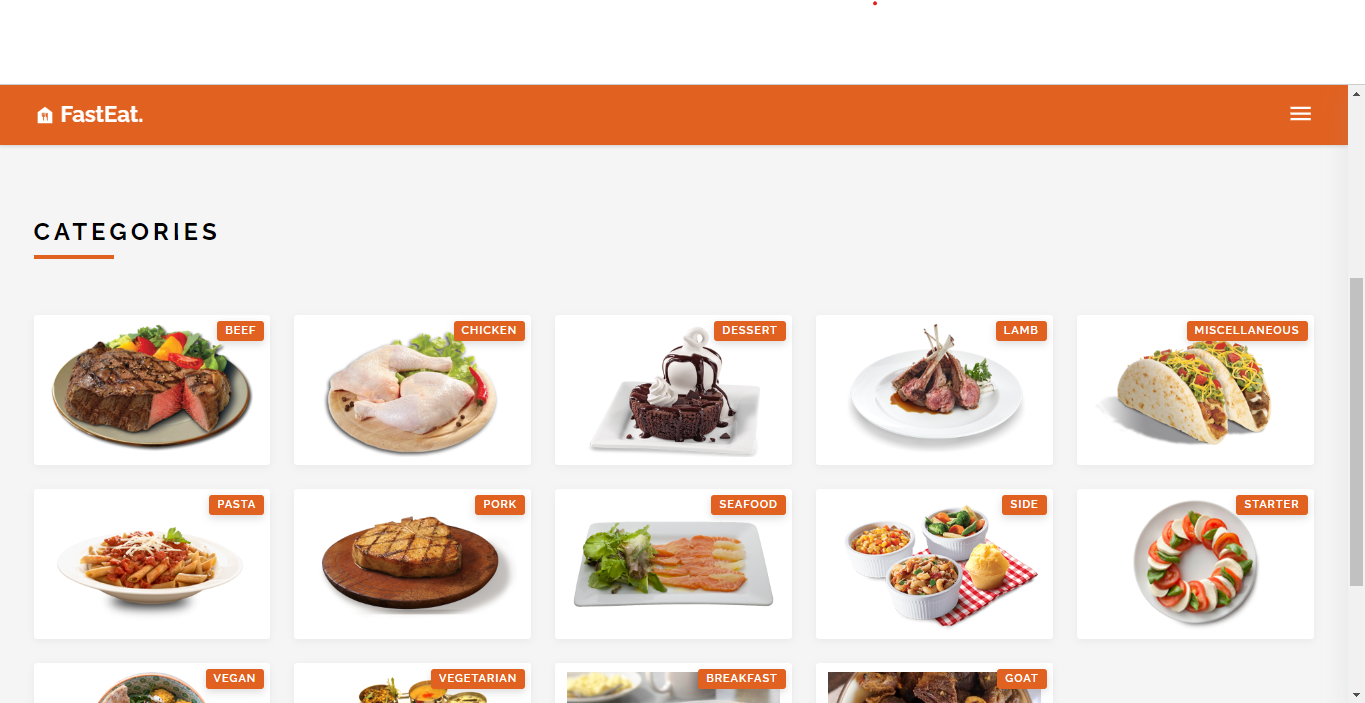 FastEat.
CATEGORIES
BEEF
CHICKEN
DESSERT
LAMB
MISCELLANEOUS
PASTA
PORK
SEAFOOD
SIDE
STARTER
VEGAN
VEGETARIAN
BREAKFAST
GOAT